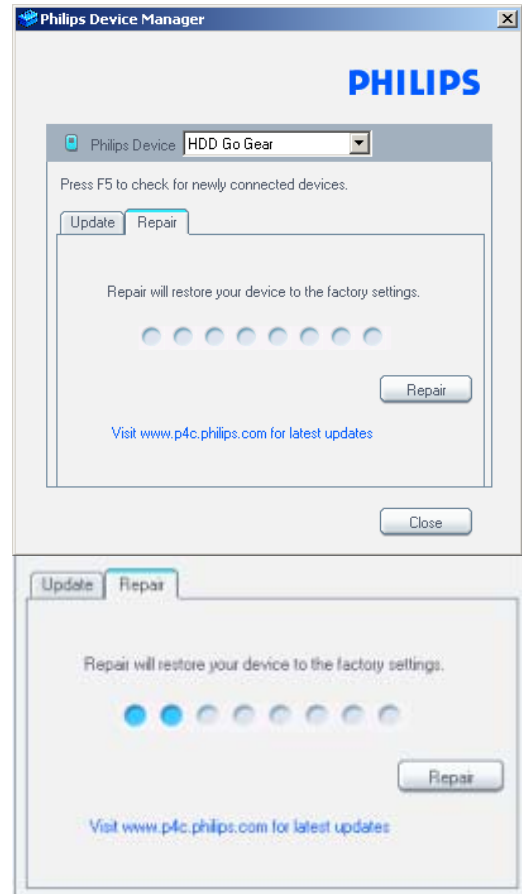 Philips Device Manager
PHILIPS
Philips Device HDD Go Gear
Press F5 to check for newly connected devices.
Update Repair
Repair will restore your device to the factory settings.
Repair
Visit www.p4c.philips.com for latest updates
Close
Update Repair
Repair will restore your device to the factory settings.
Repair
Visit www.p4c.philips.com for latest updates